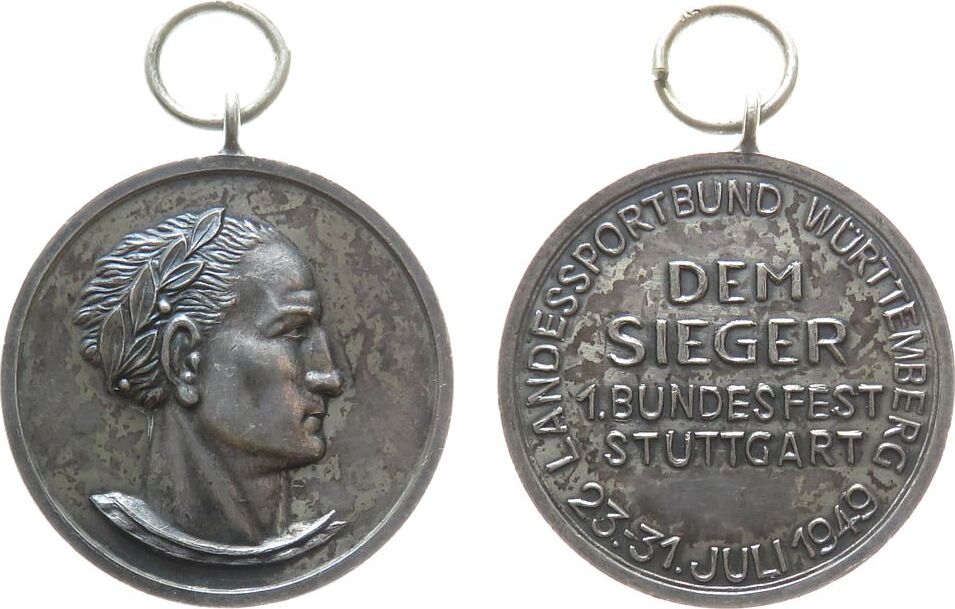 LANDESSPORTBUND WÜRTTEMBERG
DEM
SIEGER
1. BUNDESFEST
STUTTGART
23.-31. JULI 1949